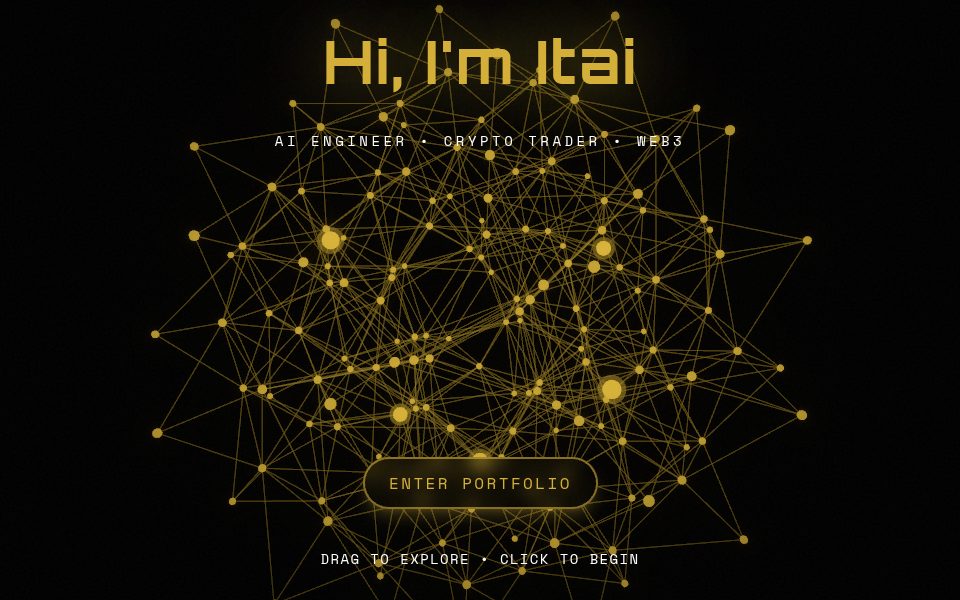 Hi, I'm Itai
AI ENGINEER • CRYPTO TRADER • WEB3
ENTER PORTFOLIO
DRAG TO EXPLORE • CLICK TO BEGIN